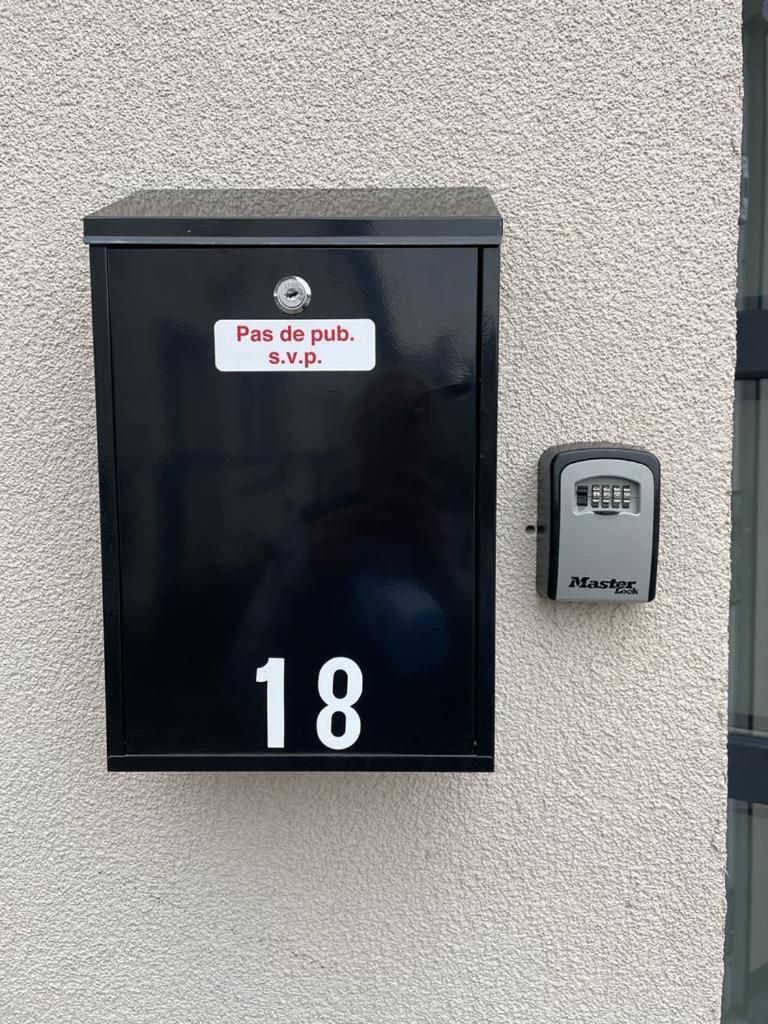 Pas de pub.
s.v.p.
Master
Lock
18